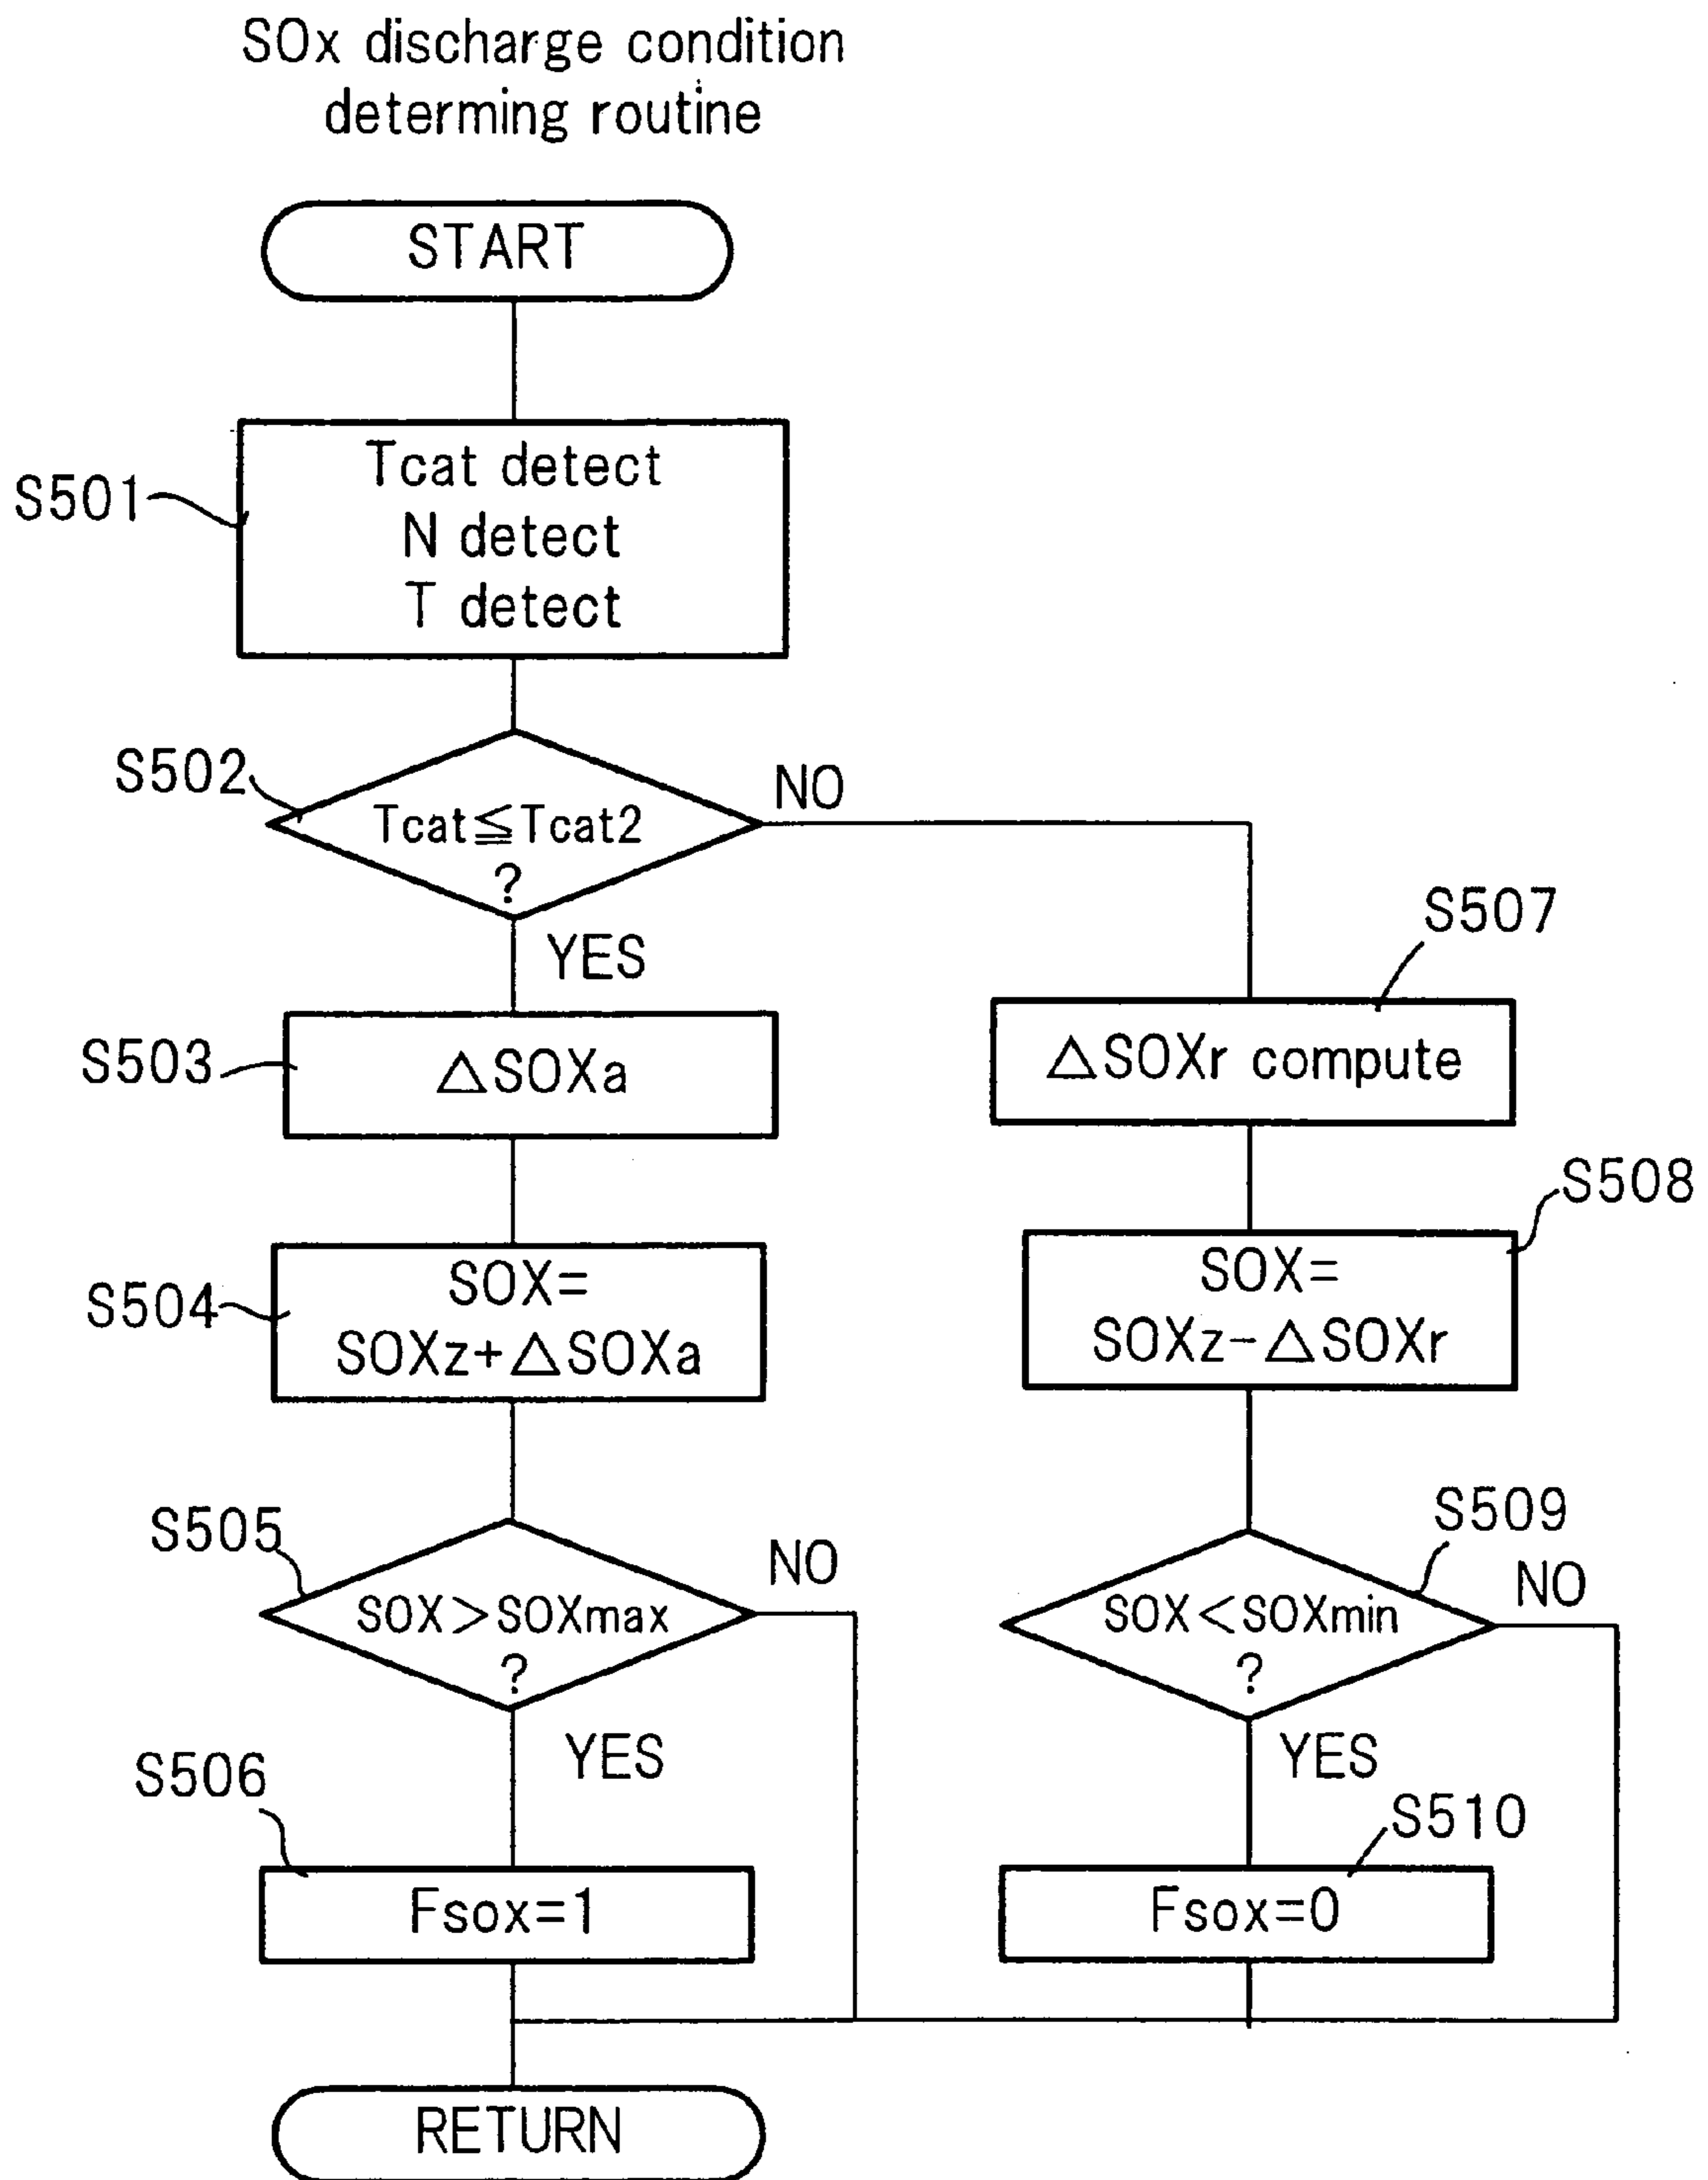 SOx discharge condition
determing routine
START
S501
Tcat detect
N detect
T detect
S502
Tcat≦Tcat2
?
NO
YES
S503
△SOXa
S504
SOX=
SOXz+△SOXa
S505
SOX>SOXmax
?
NO
YES
S506
Fsox=1
S507
△SOXr compute
S508
SOX=
SOXz-△SOXr
S509
SOX<SOXmin
?
NO
YES
S510
Fsox=0
RETURN